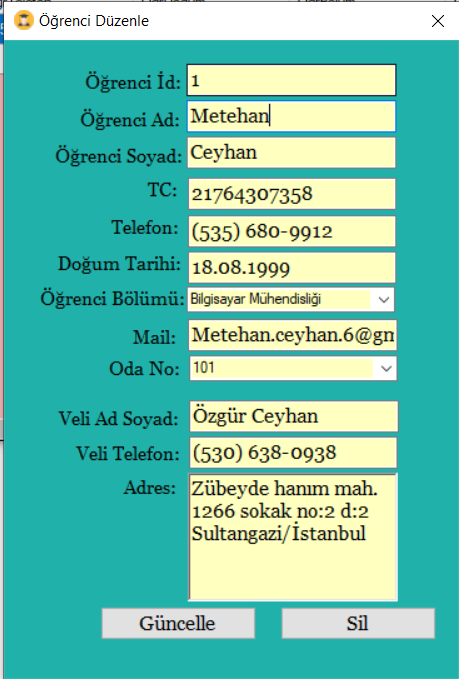 Öğrenci Düzenle
Öğrenci İd: 1
Öğrenci Ad: Metehan
Öğrenci Soyad: Ceyhan
TC: 21764307358
Telefon: (535) 680-9912
Doğum Tarihi: 18.08.1999
Öğrenci Bölümü: Bilgisayar Mühendisliği
Mail: Metehan.ceyhan.6@gn
Oda No: 101
Veli Ad Soyad: Özgür Ceyhan
Veli Telefon: (530) 638-0938
Adres: Zübeyde hanım mah.
1266 sokak no:2 d:2
Sultangazi/İstanbul
Güncelle Sil